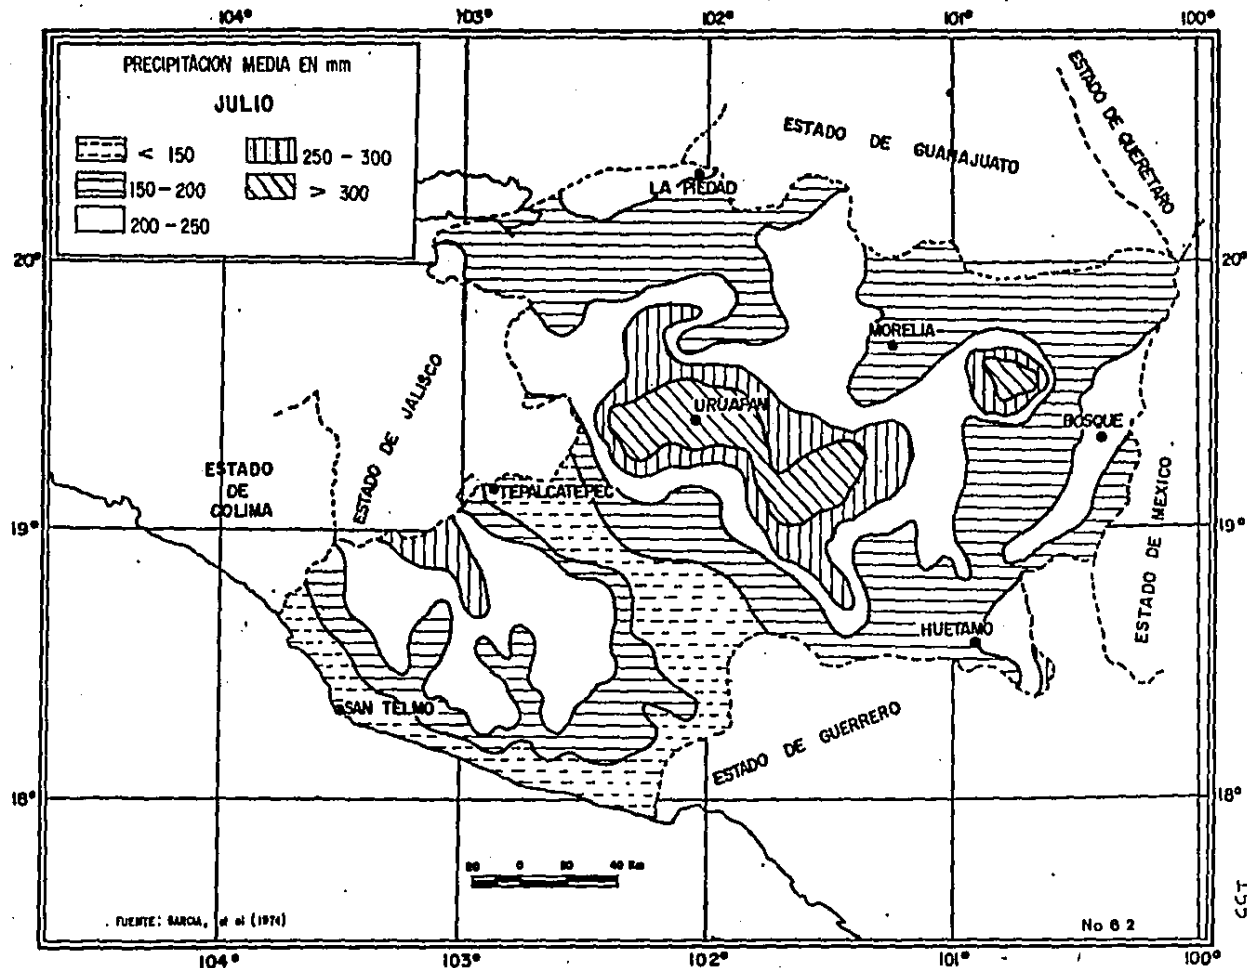 104° 103° 102° 101° 100°
PRECIPITACION MEDIA EN mm
JULIO
< 150
250 - 300
150-200
> 300
200 - 250
ESTADO DE QUERETARO
ESTADO DE GUANAJUATO
LA PIEDAD
20° 20°
MORELIA
ESTADO DE JALISCO
URUAPAN
BOSQUE
ESTADO
DE
COLIMA
TEPALCATEPEC
19° 19°
ESTADO DE MEXICO
HUETAMO
SAN TELMO
ESTADO DE GUERRERO
18° 18°
0 40 Km
FUENTE: GARCIA, et al (1974)
No 62
104° 103° 102° 101° 100°